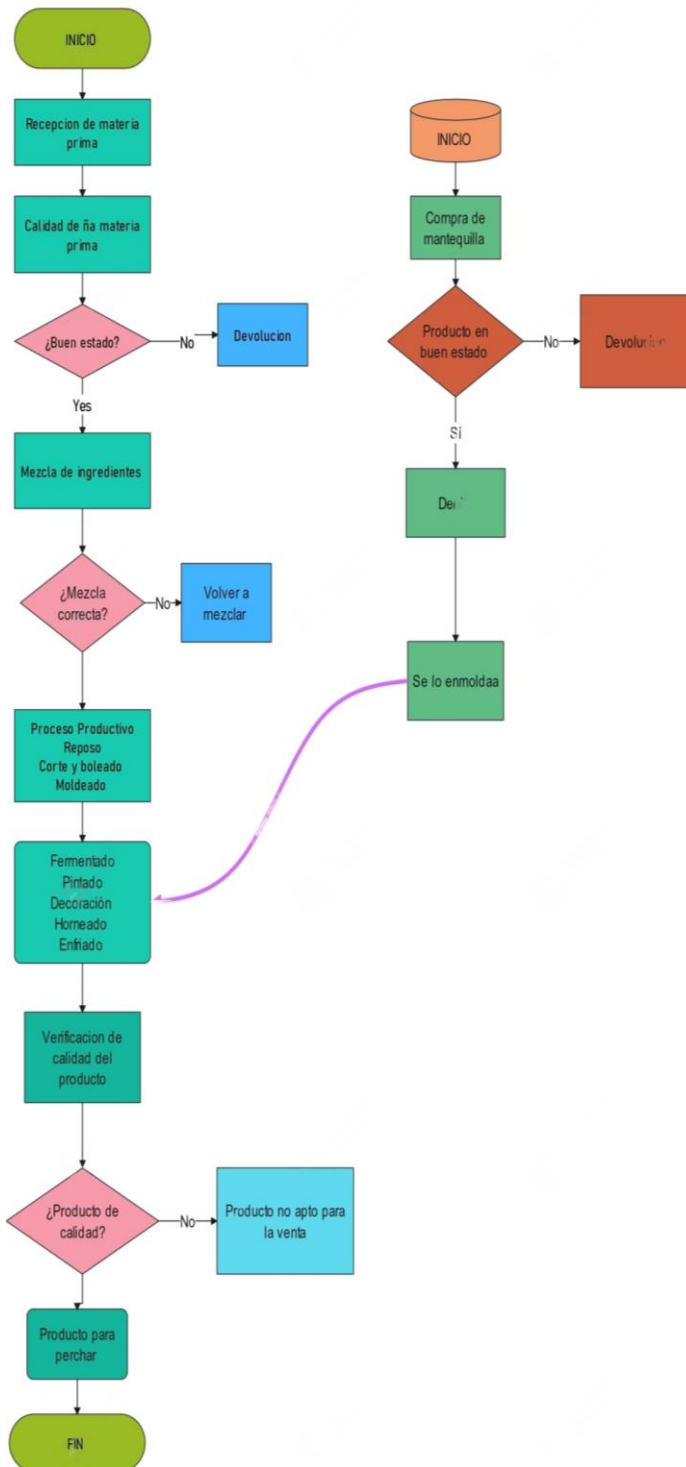 INICIO
Recepcion de materia
prima
Calidad de ña materia
prima
¿Buen estado?
No
Devolucion
Yes
Mezcla de ingredientes
¿Mezcla
correcta?
No
Volver a
mezclar
Proceso Productivo
Reposo
Corte y boleado
Moldeado
Fermentado
Pintado
Decoración
Horneado
Enfriado
Verificacion de
calidad del
producto
¿Producto de
calidad?
No
Producto no apto para
la venta
Producto para
perchar
FIN
INICIO
Compra de
mantequilla
Producto en
buen estado
No
Devolucion
Sí
Se lo enmoldaa